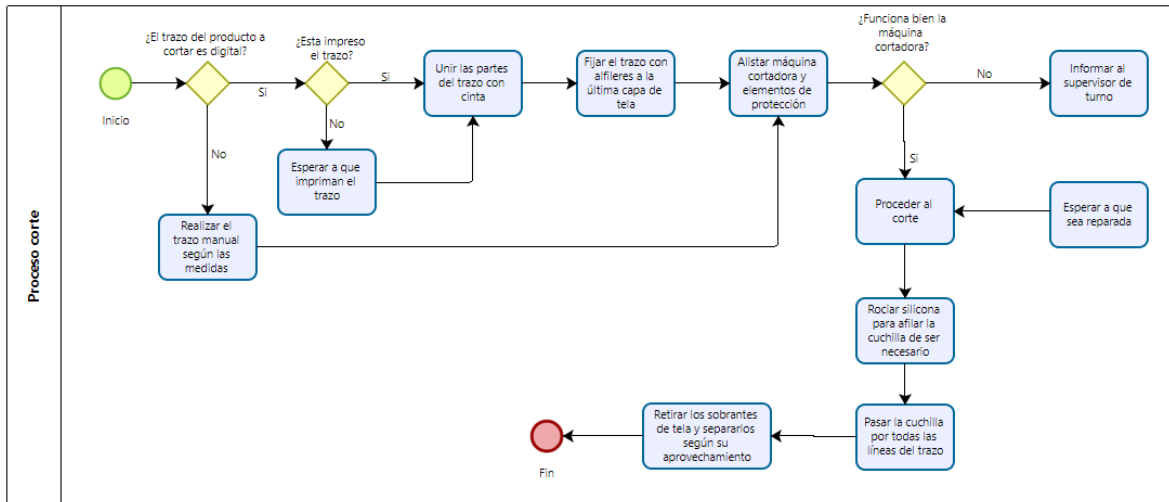 Proceso corte
Inicio
¿El trazo del producto a
cortar es digital?
Si
No
¿Esta impreso
el trazo?
Si
No
Esperar a que
impriman el
trazo
Realizar el
trazo manual
según las
medidas
Unir las partes
del trazo con
cinta
Fijar el trazo con
alfileres a la
última capa de
tela
Alistar máquina
cortadora y
elementos de
protección
¿Funciona bien la
máquina
cortadora?
No
Informar al
supervisor de
turno
Si
Proceder al
corte
Esperar a que
sea reparada
Rociar silicona
para afilar la
cuchilla de ser
necesario
Pasar la cuchilla
por todas las
líneas del trazo
Retirar los sobrantes
de tela y separarlos
según su
aprovechamiento
Fin